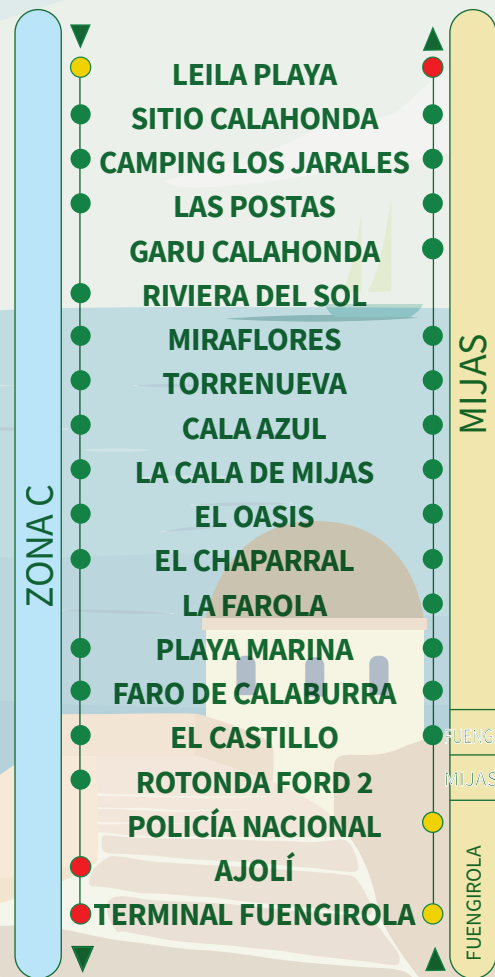 LEILA PLAYA
SITIO CALAHONDA
CAMPING LOS JARALES
LAS POSTAS
GARU CALAHONDA
RIVIERA DEL SOL
MIRAFLORES
TORRENUEVA
CALA AZUL
LA CALA DE MIJAS
EL OASIS
EL CHAPARRAL
LA FAROLA
PLAYA MARINA
FARO DE CALABURRA
EL CASTILLO
ROTONDA FORD 2
POLICÍA NACIONAL
AJOLÍ
TERMINAL FUENGIROLA
ZONA C
MIJAS
FUENG
MIJAS
FUENGIROLA